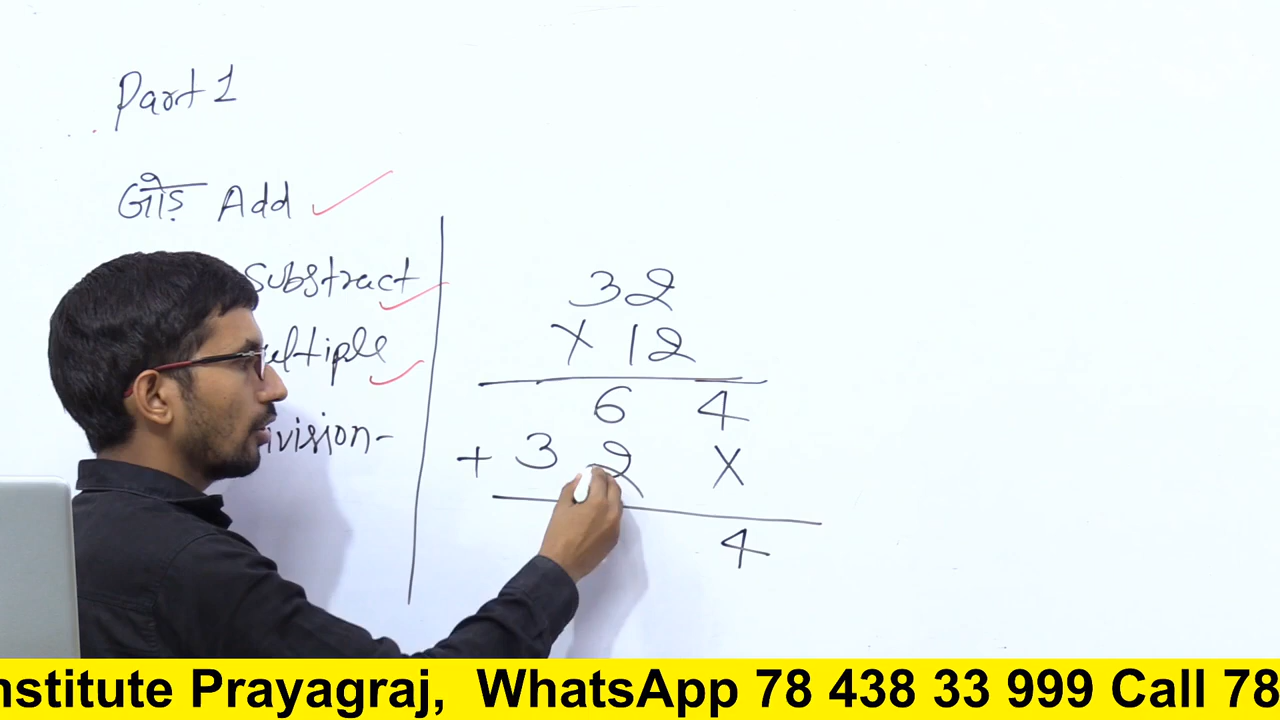 Part 1
जोड़ Add
Substract
ultiple
ivision-
32
X 12
6 4
+ 3 2 X
4
nstitute Prayagraj, WhatsApp 78 438 33 999 Call 78